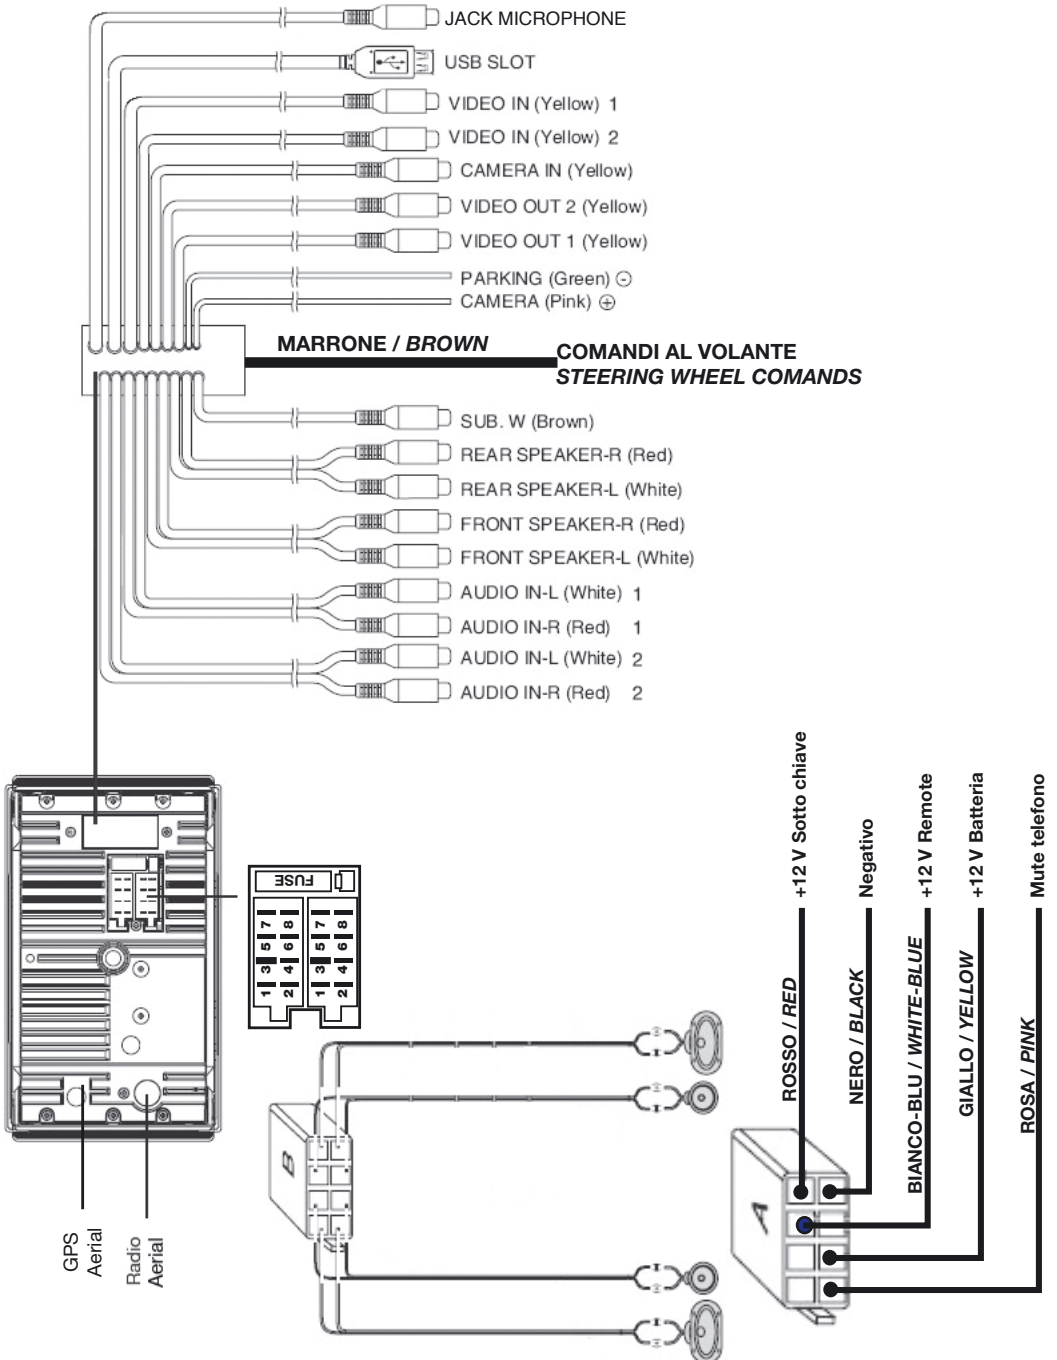 JACK MICROPHONE
USB SLOT
VIDEO IN (Yellow) 1
VIDEO IN (Yellow) 2
CAMERA IN (Yellow)
VIDEO OUT 2 (Yellow)
VIDEO OUT 1 (Yellow)
PARKING (Green) ⊖
CAMERA (Pink) ⊕
MARRONE / BROWN
COMANDI AL VOLANTE
STEERING WHEEL COMANDS
SUB. W (Brown)
REAR SPEAKER-R (Red)
REAR SPEAKER-L (White)
FRONT SPEAKER-R (Red)
FRONT SPEAKER-L (White)
AUDIO IN-L (White) 1
AUDIO IN-R (Red) 1
AUDIO IN-L (White) 2
AUDIO IN-R (Red) 2
FUSE
1 3 5 7
2 4 6 8
1 3 5 7
2 4 6 8
GPS
Aerial
Radio
Aerial
B
A
+12 V Sotto chiave
Negativo
+12 V Remote
+12 V Batteria
Mute telefono
ROSSO / RED
NERO / BLACK
BIANCO-BLU / WHITE-BLUE
GIALLO / YELLOW
ROSA / PINK